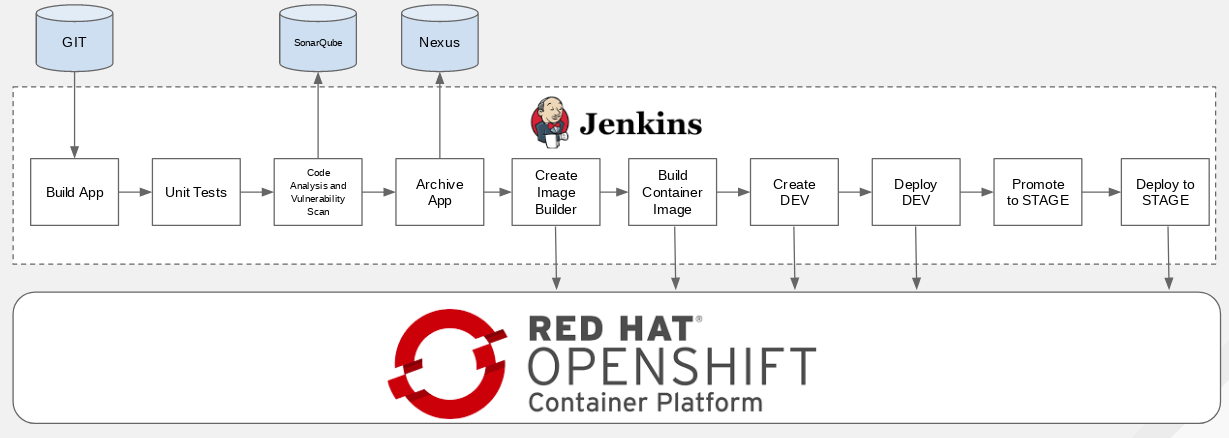 GIT
SonarQube
Nexus
Jenkins
Build App
Unit Tests
Code
Analysis and
Vulnerability
Scan
Archive
App
Create
Image
Builder
Build
Container
Image
Create
DEV
Deploy
DEV
Promote
to STAGE
Deploy to
STAGE
RED HAT®
OPENSHIFT
Container Platform